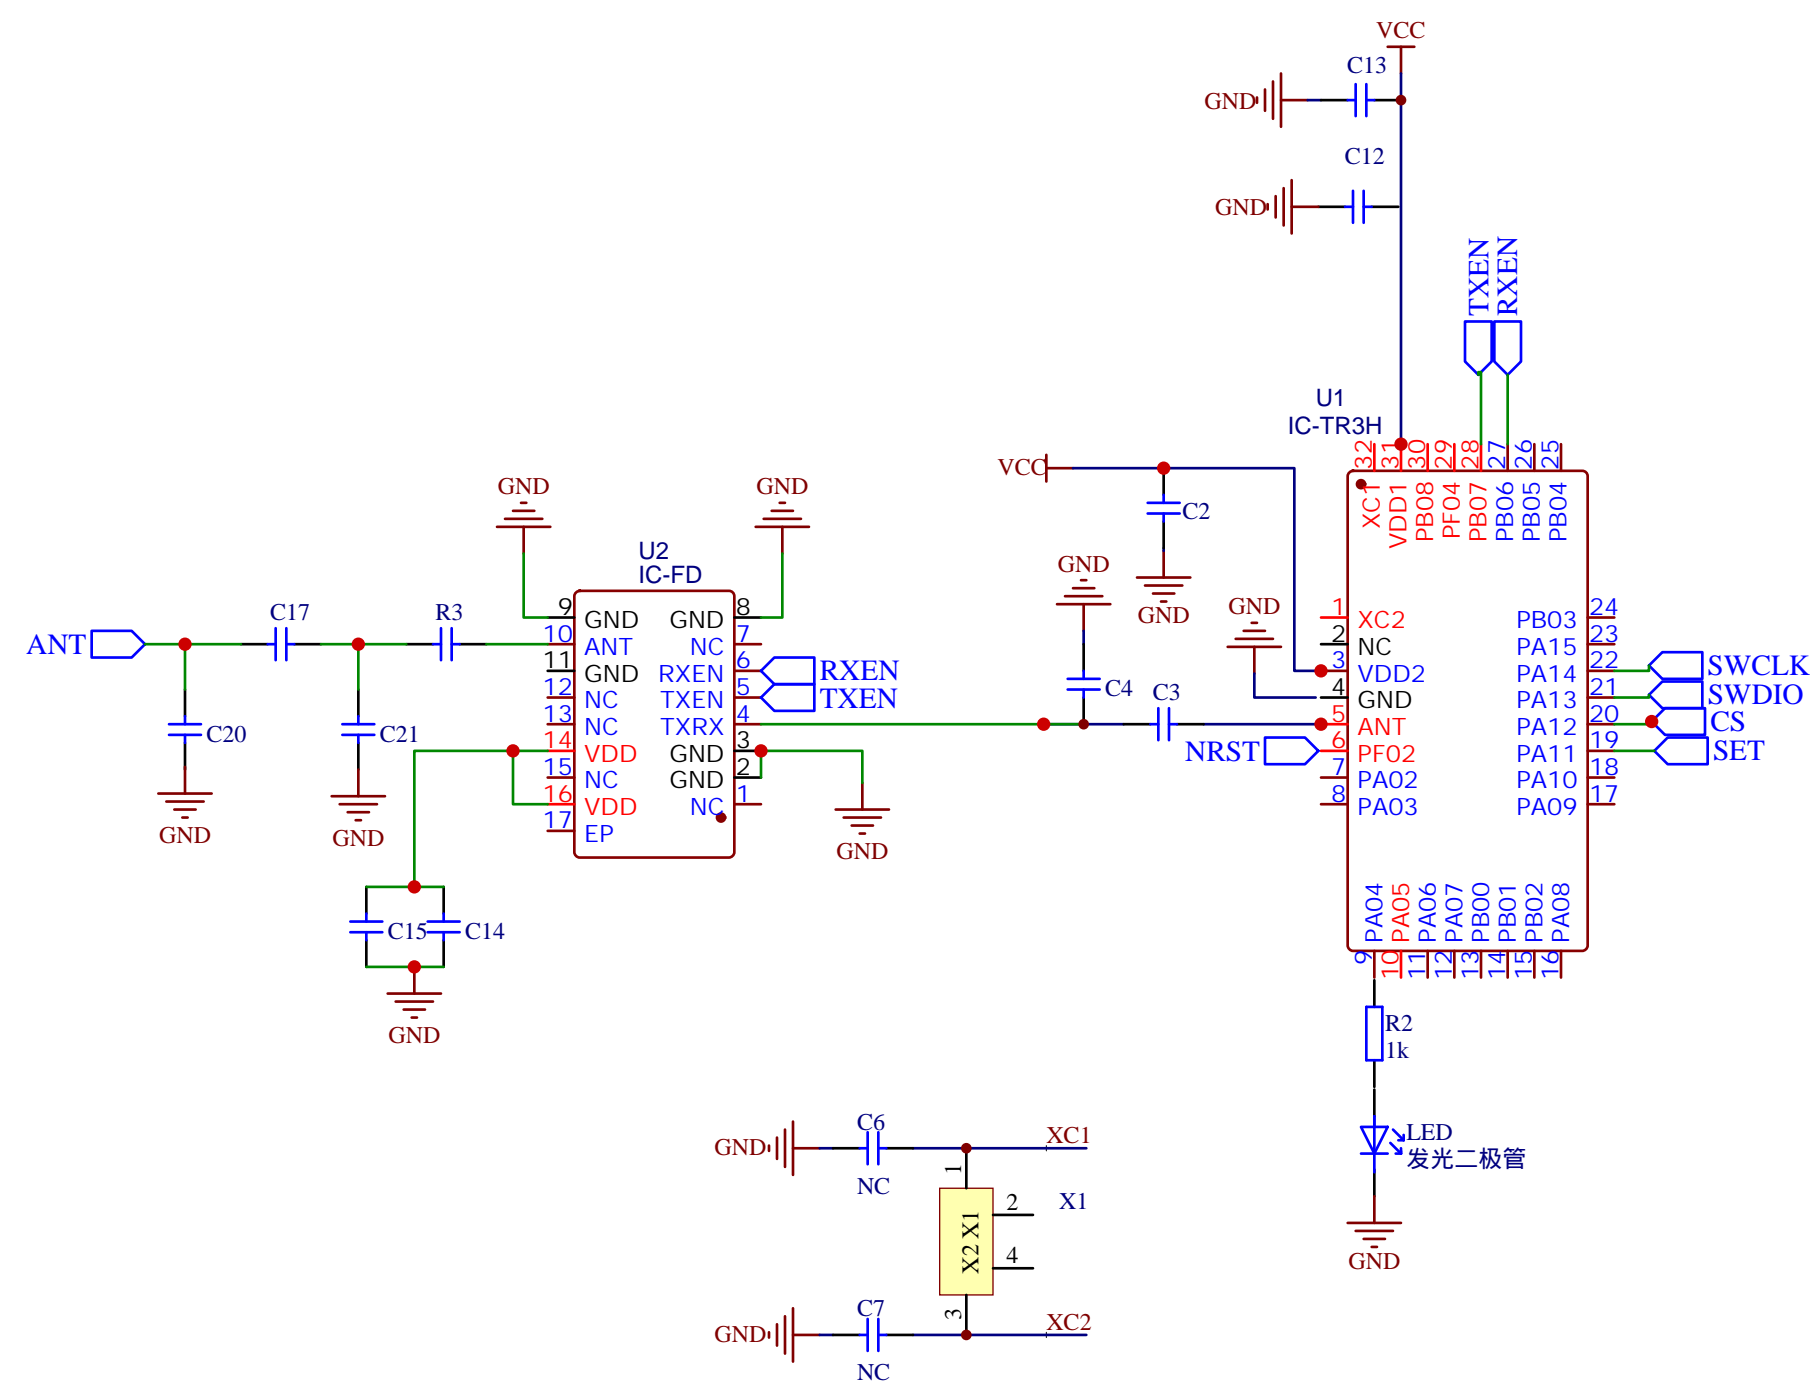 VCC
C13
GND
C12
GND
TXEN
RXEN
U1
IC-TR3H
32
31
30
29
28
27
26
25
XC1
VDD1
PB08
PF04
PB07
PB06
PB05
PB04
VCC
C2
GND
GND
C4
C3
GND
1
XC2
2
NC
3
VDD2
4
GND
5
ANT
6
PF02
7
PA02
8
PA03
NRST
PB03
24
PA15
23
PA14
22
SWCLK
PA13
21
SWDIO
PA12
20
CS
PA11
19
SET
PA10
18
PA09
17
PA04
PA05
PA06
PA07
PB00
PB01
PB02
PA08
9
10
11
12
13
14
15
16
R2
1k
LED
发光二极管
GND
GND
GND
U2
IC-FD
9
GND
10
ANT
11
GND
12
NC
13
NC
14
VDD
15
NC
16
VDD
17
EP
GND
8
NC
7
RXEN
6
RXEN
TXEN
5
TXEN
TXRX
4
GND
3
GND
2
NC
1
GND
ANT
C17
R3
C20
C21
GND
GND
C15
C14
GND
C6
GND
XC1
NC
1
X2 X1
2
X1
4
3
C7
GND
XC2
NC